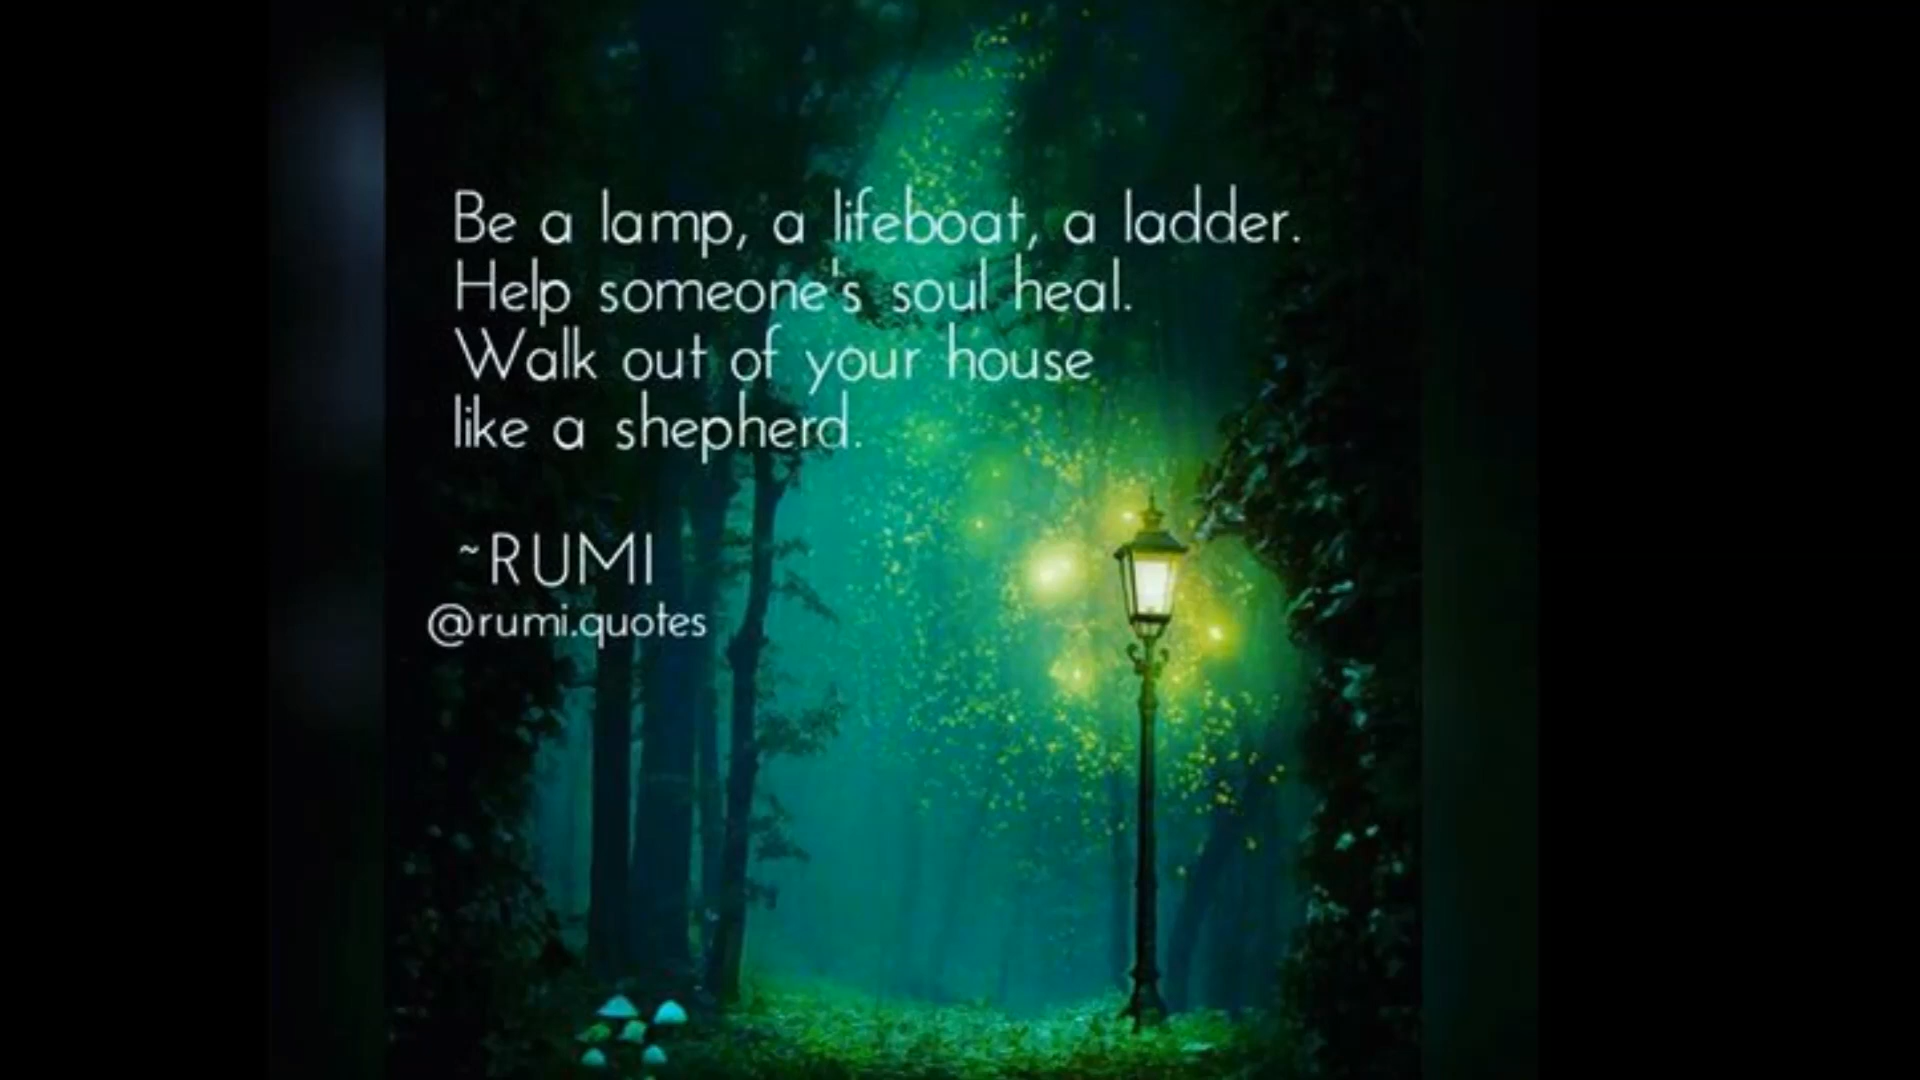 Be a lamp, a lifeboat, a ladder.
Help someone's soul heal.
Walk out of your house
like a shepherd.
~RUMI
@rumi.quotes